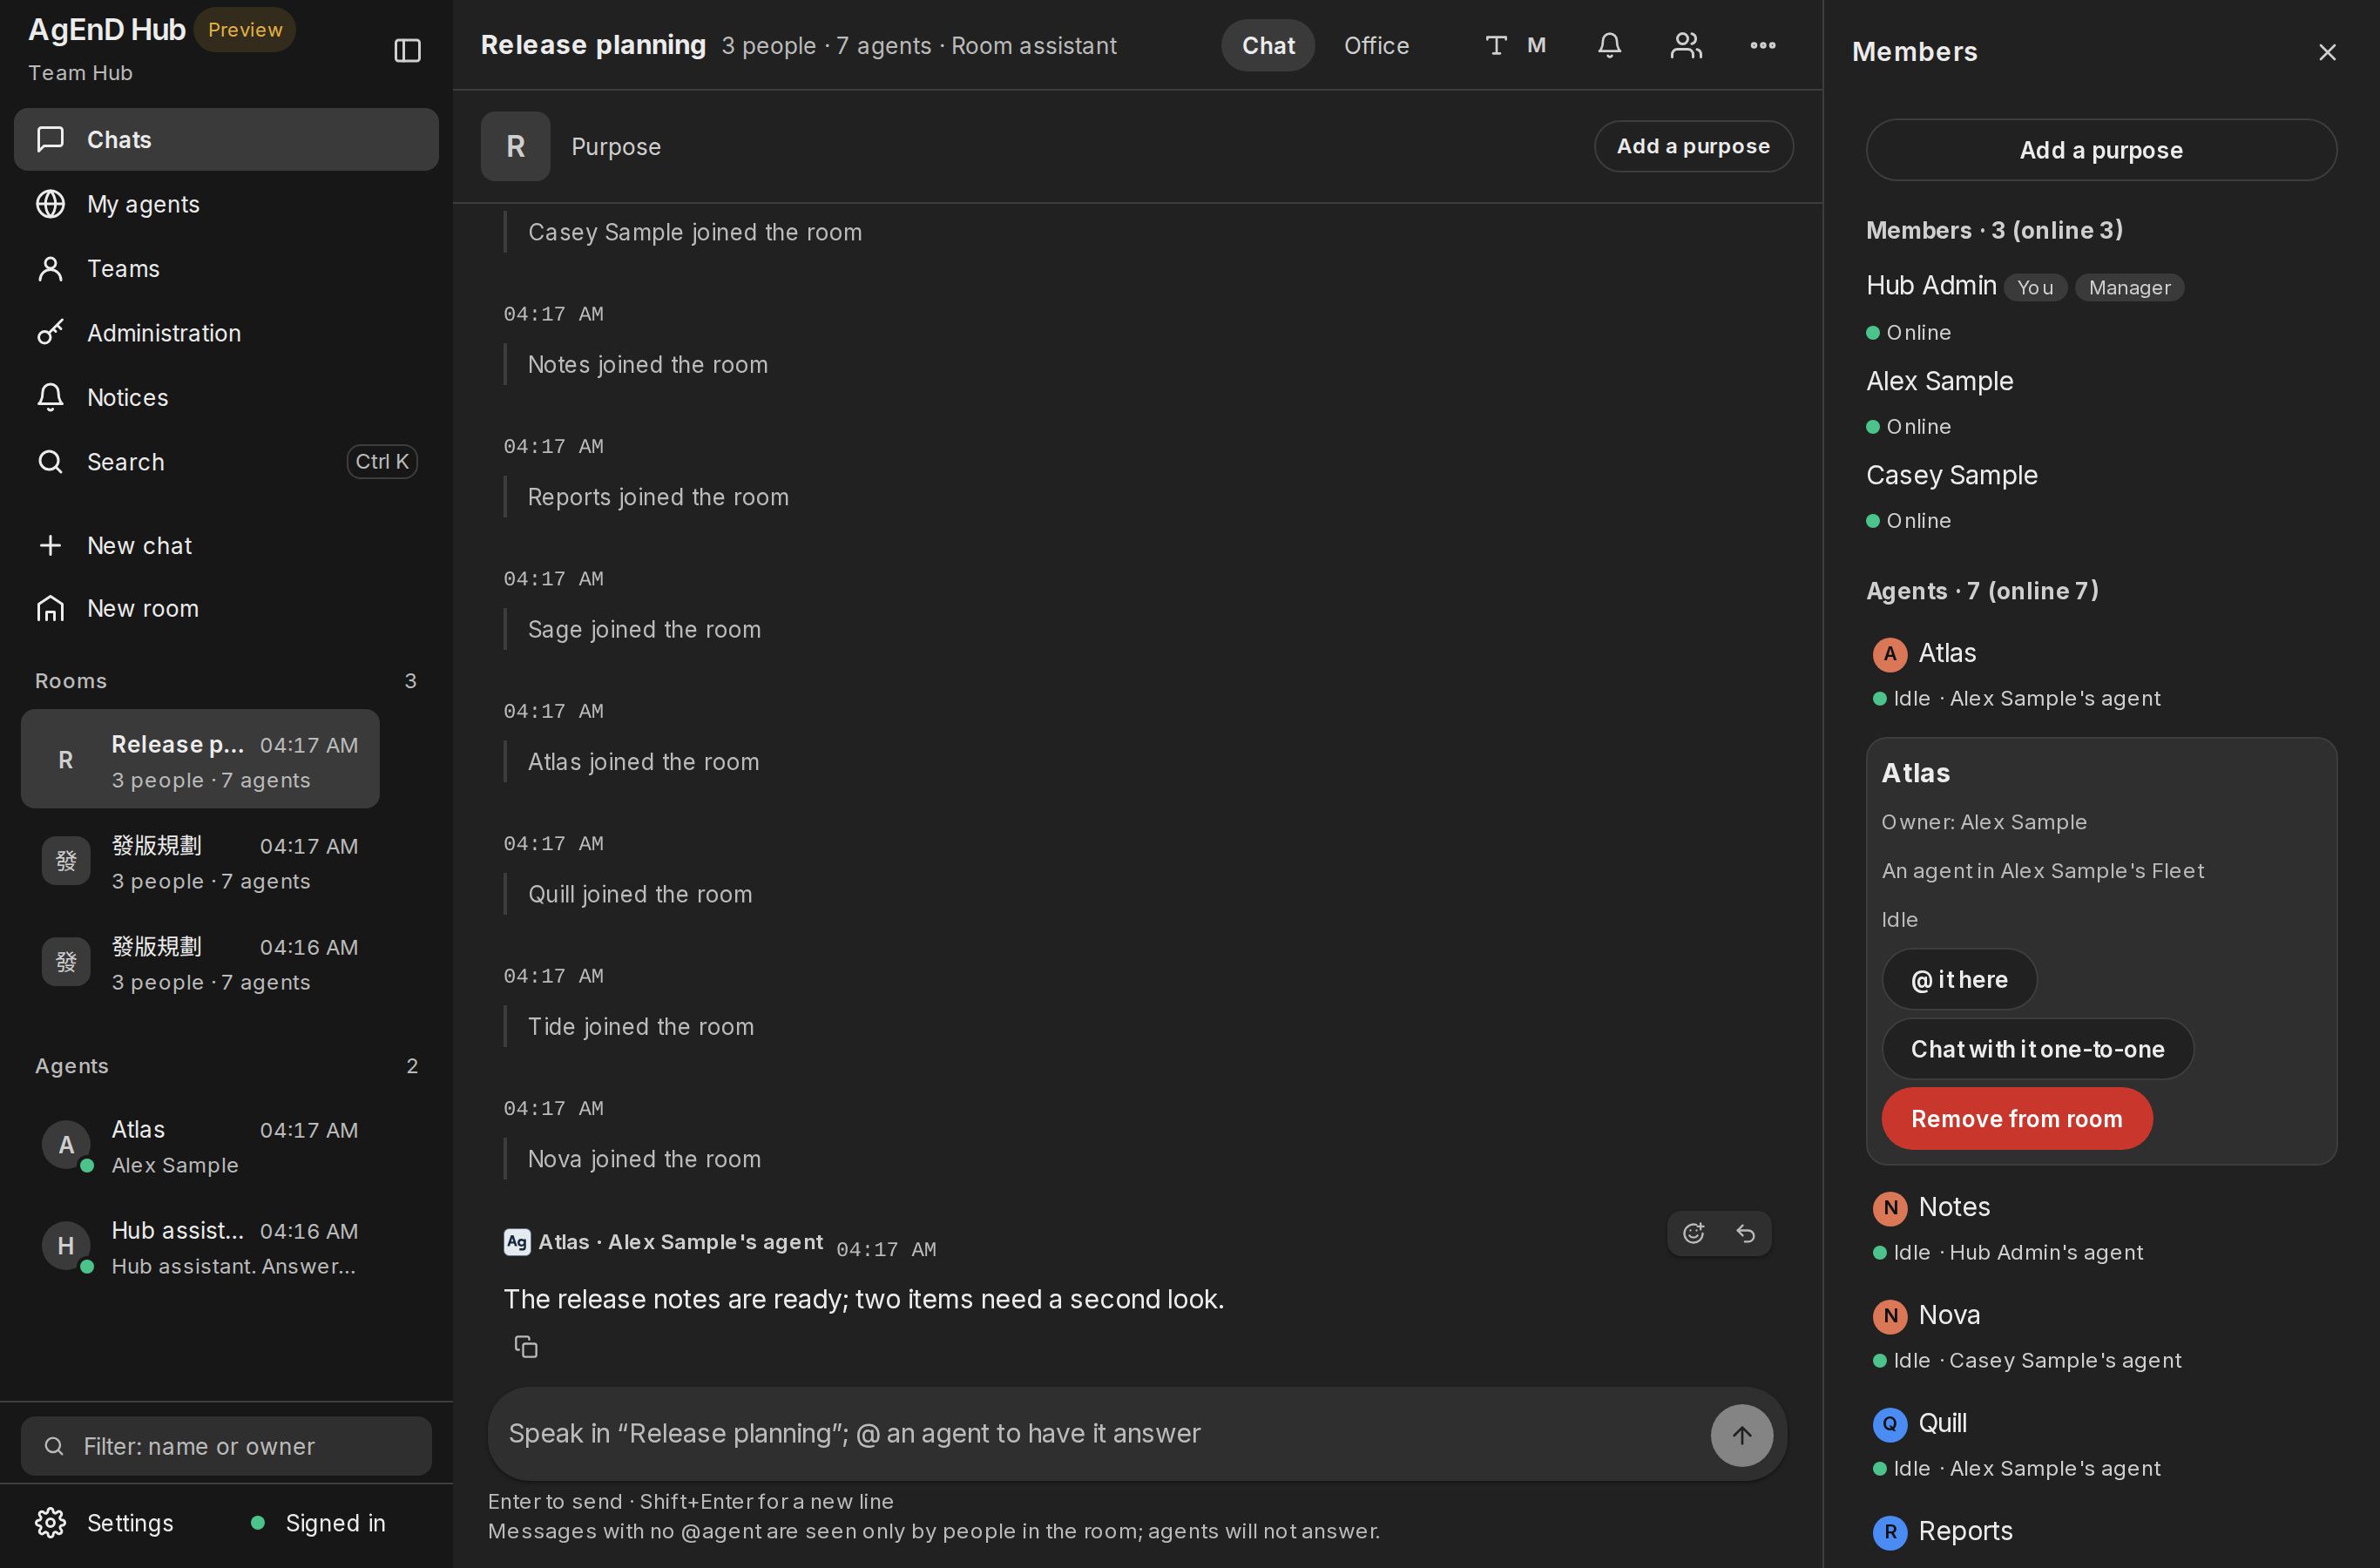 AgEnD Hub Preview
Team Hub
Chats
My agents
Teams
Administration
Notices
Search Ctrl K
New chat
New room
Rooms 3
R Release p... 04:17 AM
3 people · 7 agents
發 發版規劃 04:17 AM
3 people · 7 agents
發 發版規劃 04:16 AM
3 people · 7 agents
Agents 2
A Atlas 04:17 AM
Alex Sample
H Hub assist... 04:16 AM
Hub assistant. Answer...
Filter: name or owner
Settings Signed in
Release planning 3 people · 7 agents · Room assistant Chat Office T M
R Purpose Add a purpose
Casey Sample joined the room
04:17 AM
Notes joined the room
04:17 AM
Reports joined the room
04:17 AM
Sage joined the room
04:17 AM
Atlas joined the room
04:17 AM
Quill joined the room
04:17 AM
Tide joined the room
04:17 AM
Nova joined the room
Ag Atlas · Alex Sample's agent 04:17 AM
The release notes are ready; two items need a second look.
Speak in “Release planning”; @ an agent to have it answer
Enter to send · Shift+Enter for a new line
Messages with no @agent are seen only by people in the room; agents will not answer.
Members
Add a purpose
Members · 3 (online 3)
Hub Admin You Manager
Online
Alex Sample
Online
Casey Sample
Online
Agents · 7 (online 7)
A Atlas
Idle · Alex Sample's agent
Atlas
Owner: Alex Sample
An agent in Alex Sample's Fleet
Idle
@ it here
Chat with it one-to-one
Remove from room
N Notes
Idle · Hub Admin's agent
N Nova
Idle · Casey Sample's agent
Q Quill
Idle · Alex Sample's agent
R Reports